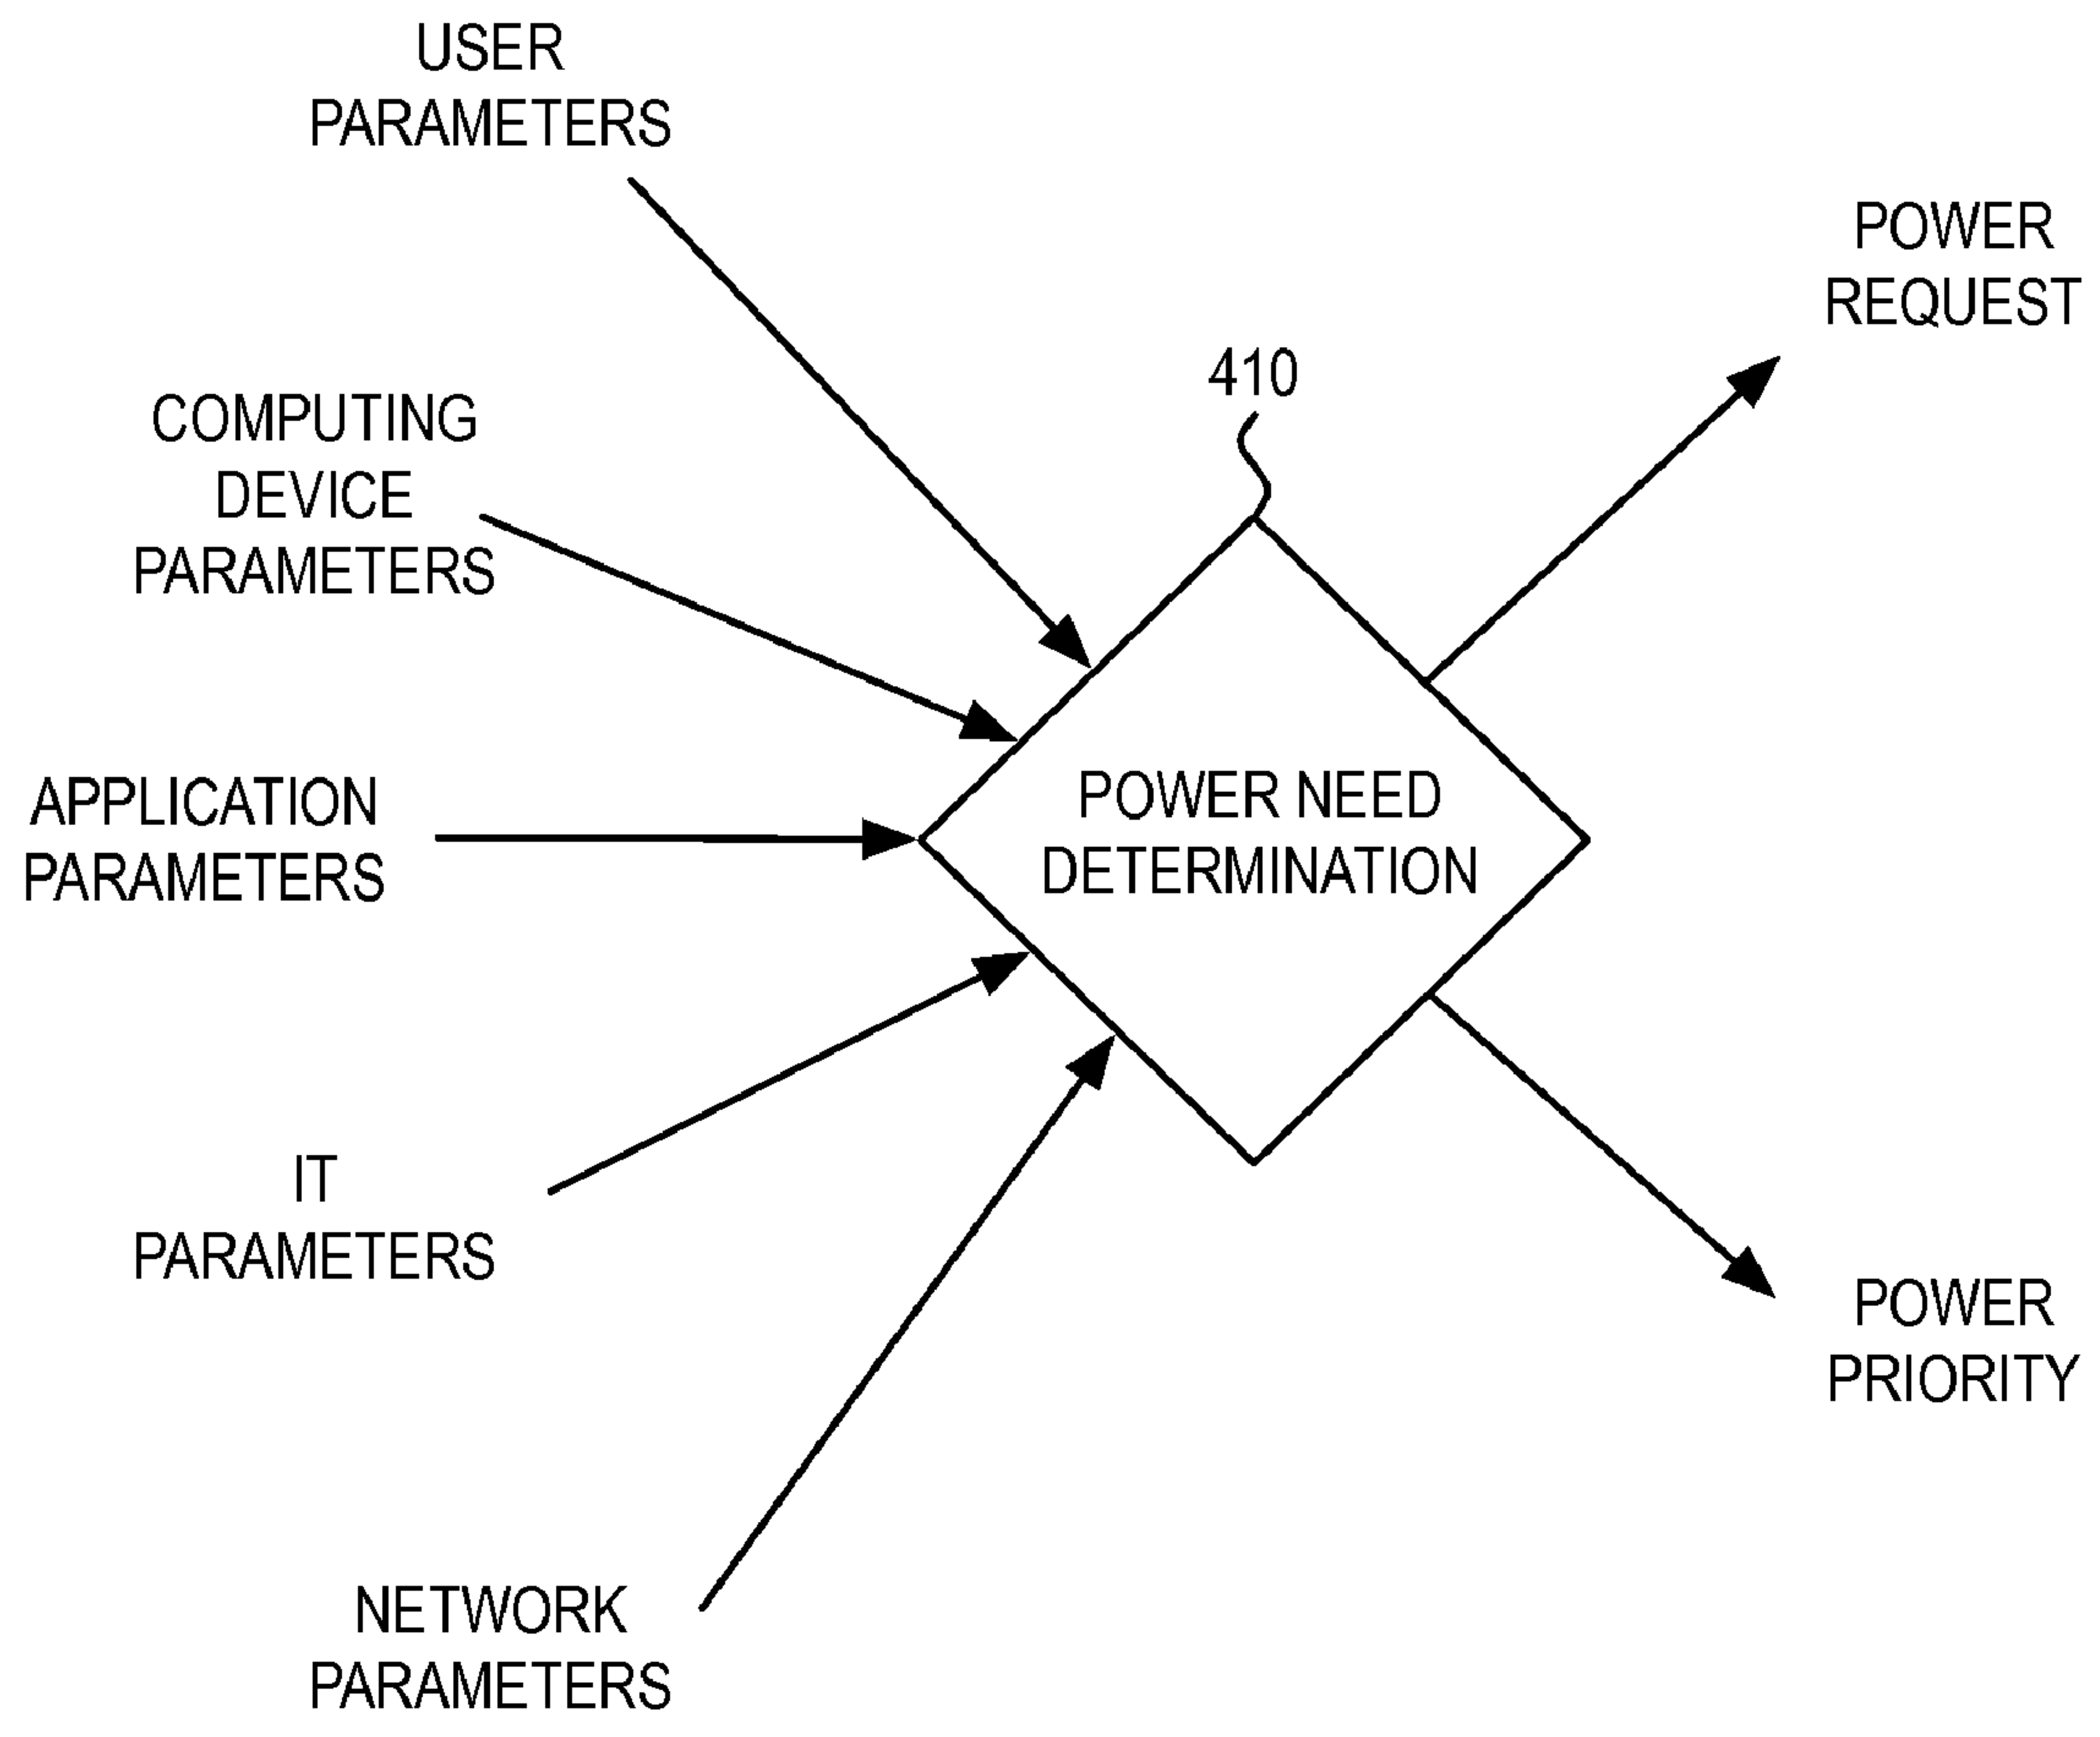 USER
PARAMETERS
COMPUTING
DEVICE
PARAMETERS
APPLICATION
PARAMETERS
IT
PARAMETERS
NETWORK
PARAMETERS
410
POWER NEED
DETERMINATION
POWER
REQUEST
POWER
PRIORITY